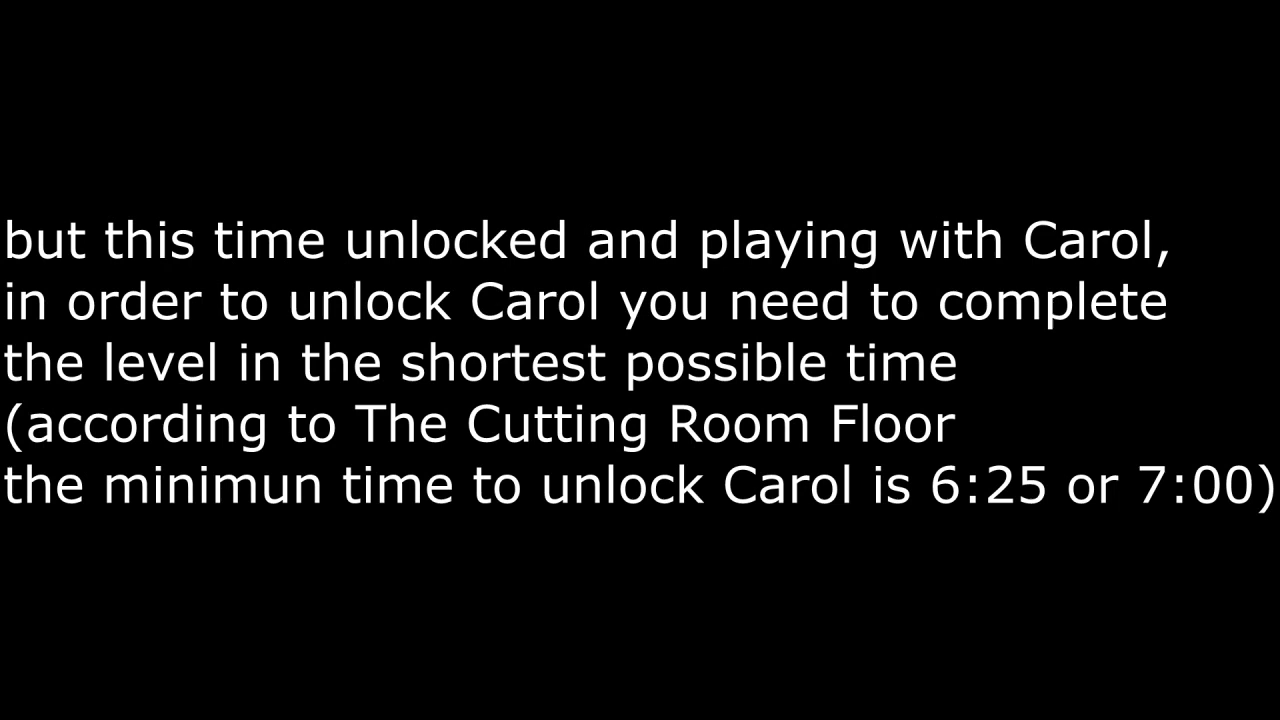 but this time unlocked and playing with Carol,
in order to unlock Carol you need to complete
the level in the shortest possible time
(according to The Cutting Room Floor
the minimun time to unlock Carol is 6:25 or 7:00)